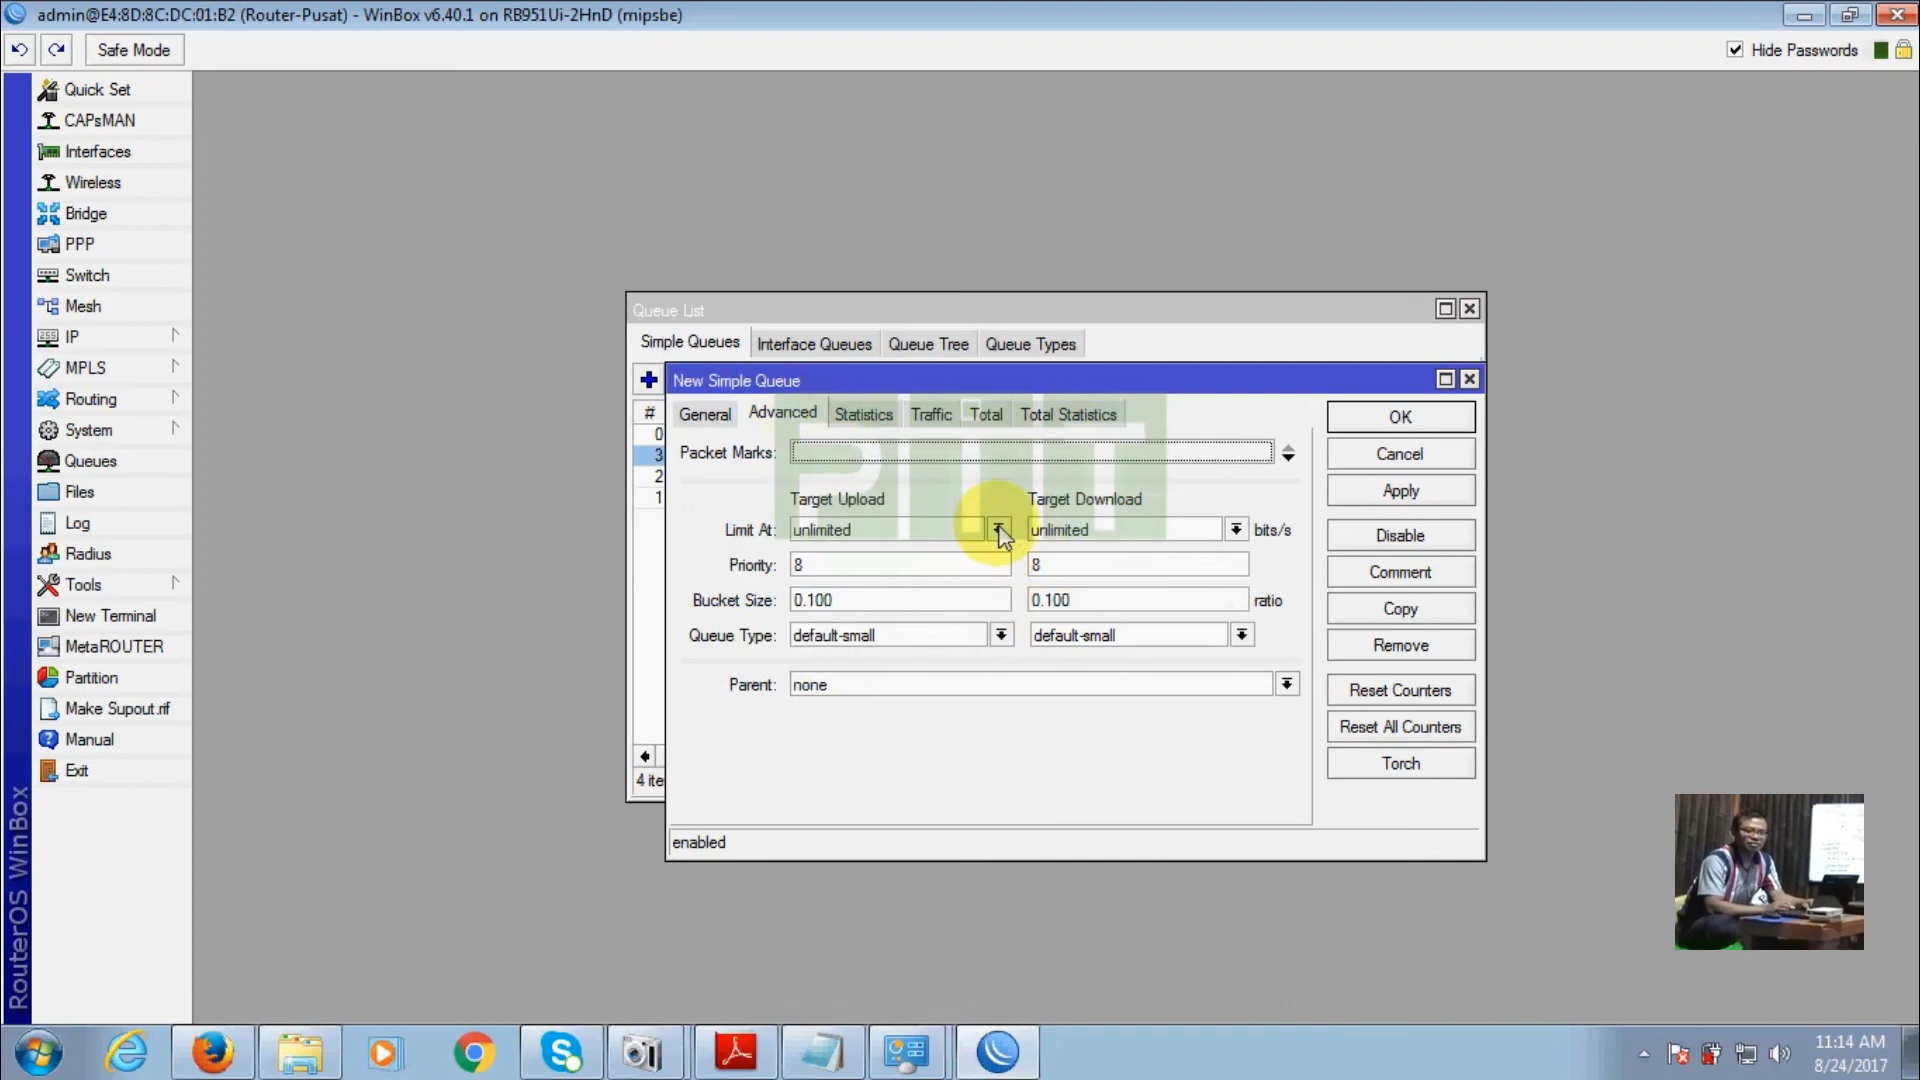 admin@E4:8D:8C:DC:01:B2 (Router-Pusat) - WinBox v6.40.1 on RB951Ui-2HnD (mipsbe)
Safe Mode
Hide Passwords
Quick Set
CAPsMAN
Interfaces
Wireless
Bridge
PPP
Switch
Mesh
IP
MPLS
Routing
System
Queues
Files
Log
Radius
Tools
New Terminal
MetaROUTER
Partition
Make Supout.rif
Manual
Exit
RouterOS WinBox
Queue List
Simple Queues Interface Queues Queue Tree Queue Types
#
0
3
2
1
4 ite
New Simple Queue
General Advanced Statistics Traffic Total Total Statistics
Packet Marks:
Target Upload Target Download
Limit At: unlimited unlimited bits/s
Priority: 8 8
Bucket Size: 0.100 0.100 ratio
Queue Type: default-small default-small
Parent: none
enabled
OK
Cancel
Apply
Disable
Comment
Copy
Remove
Reset Counters
Reset All Counters
Torch
11:14 AM
8/24/2017